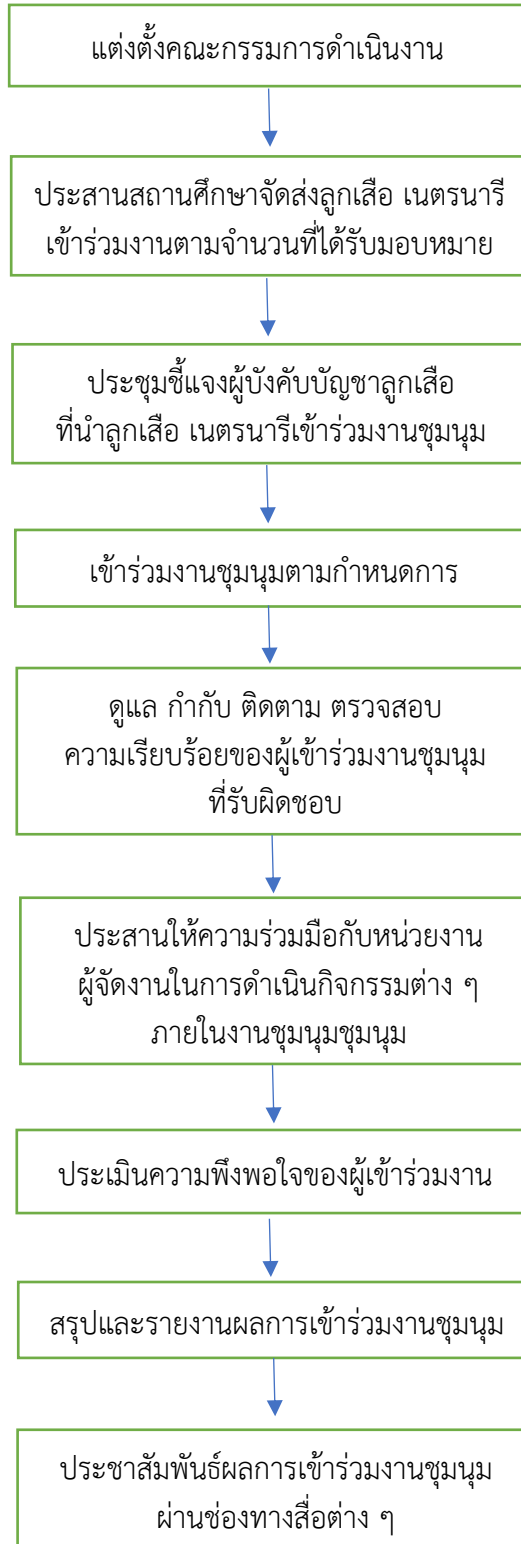 แต่งตั้งคณะกรรมการดำเนินงาน
ประสานสถานศึกษาจัดส่งลูกเสือ เนตรนารี
เข้าร่วมงานตามจำนวนที่ได้รับมอบหมาย
ประชุมชี้แจงผู้บังคับบัญชาลูกเสือ
ที่นำลูกเสือ เนตรนารีเข้าร่วมงานชุมนุม
เข้าร่วมงานชุมนุมตามกำหนดการ
ดูแล กำกับ ติดตาม ตรวจสอบ
ความเรียบร้อยของผู้เข้าร่วมงานชุมนุม
ที่รับผิดชอบ
ประสานให้ความร่วมมือกับหน่วยงาน
ผู้จัดงานในการดำเนินกิจกรรมต่าง ๆ
ภายในงานชุมนุมชุมนุม
ประเมินความพึงพอใจของผู้เข้าร่วมงาน
สรุปและรายงานผลการเข้าร่วมงานชุมนุม
ประชาสัมพันธ์ผลการเข้าร่วมงานชุมนุม
ผ่านช่องทางสื่อต่าง ๆ